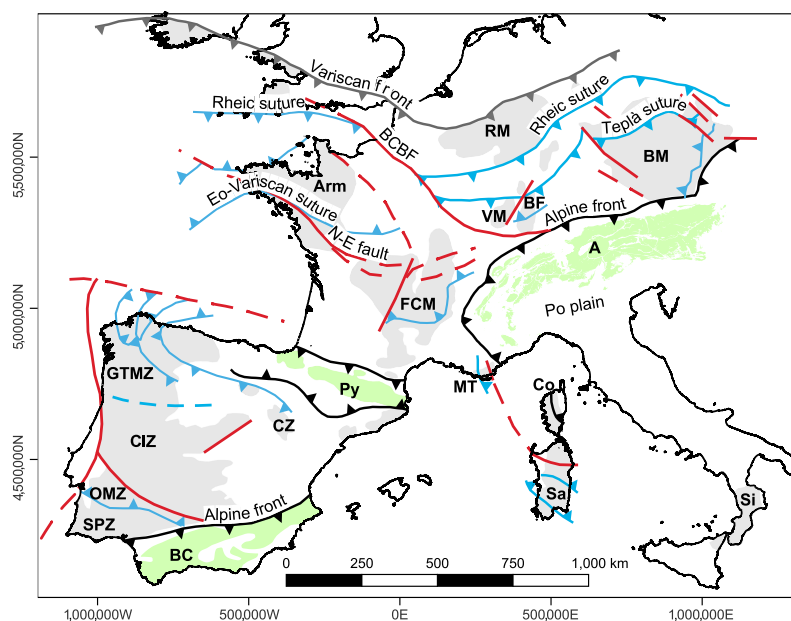 Variscan front
Rheic suture
Rheic suture
Teplà suture
BCBF
RM
BM
Arm
Eo-Variscan suture
BF
VM
Alpine front
N-E fault
A
FCM
Po plain
GTMZ
Py
MT
Co
CZ
CIZ
OMZ
Sa
Si
SPZ
Alpine front
BC
0
250
500
750
1,000 km
5,500,000N
5,000,000N
4,500,000N
1,000,000W
500,000W
0E
500,000E
1,000,000E